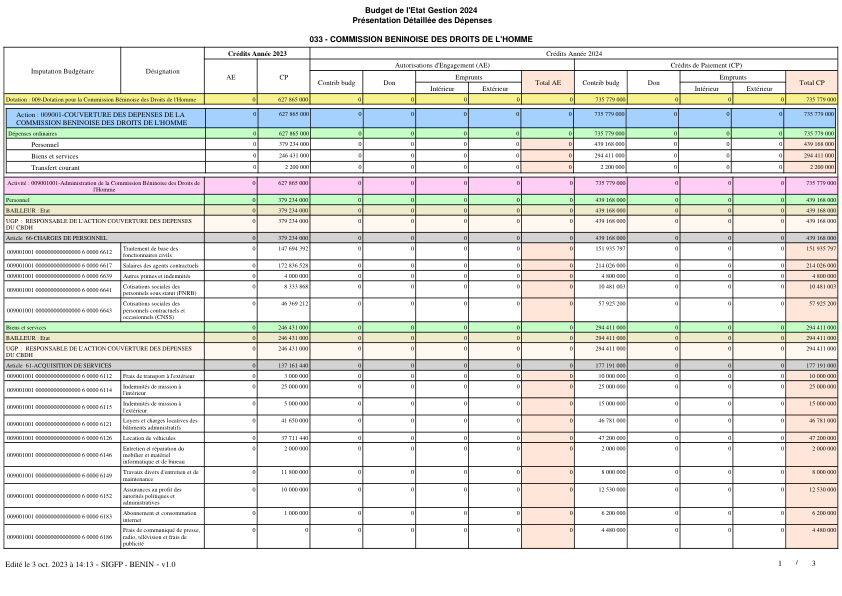 Budget de l'Etat Gestion 2024
Présentation Détaillée des Dépenses
033 - COMMISSION BENINOISE DES DROITS DE L'HOMME
Imputation Budgétaire Désignation Crédits Année 2023 Crédits Année 2024
AE CP Autorisations d'Engagement (AE) Crédits de Paiement (CP)
Contrib budg Don Emprunts Total AE Contrib budg Don Emprunts Total CP
Intérieur Extérieur Intérieur Extérieur
Dotation : 009-Dotation pour la Commission Béninoise des Droits de l'Homme 0 627 865 000 0 0 0 0 0 735 779 000 0 0 0 735 779 000
Action : 009001-COUVERTURE DES DEPENSES DE LA 0 627 865 000 0 0 0 0 0 735 779 000 0 0 0 735 779 000
COMMISSION BENINOISE DES DROITS DE L'HOMME
Dépenses ordinaires 0 627 865 000 0 0 0 0 0 735 779 000 0 0 0 735 779 000
Personnel 0 379 234 000 0 0 0 0 0 439 168 000 0 0 0 439 168 000
Biens et services 0 246 431 000 0 0 0 0 0 294 411 000 0 0 0 294 411 000
Transfert courant 0 2 200 000 0 0 0 0 0 2 200 000 0 0 0 2 200 000
Activité : 009001001-Administration de la Commission Béninoise des Droits de 0 627 865 000 0 0 0 0 0 735 779 000 0 0 0 735 779 000
l'Homme
Personnel 0 379 234 000 0 0 0 0 0 439 168 000 0 0 0 439 168 000
BAILLEUR : Etat 0 379 234 000 0 0 0 0 0 439 168 000 0 0 0 439 168 000
UGP : RESPONSABLE DE L'ACTION COUVERTURE DES DEPENSES 0 379 234 000 0 0 0 0 0 439 168 000 0 0 0 439 168 000
DU CBDH
Article 66-CHARGES DE PERSONNEL 0 379 234 000 0 0 0 0 0 439 168 000 0 0 0 439 168 000
009001001 0000000000000000 6 0000 6612 Traitement de base des 0 147 694 392 0 0 0 0 0 151 935 797 0 0 0 151 935 797
fonctionnaires civils
009001001 0000000000000000 6 0000 6617 Salaires des agents contractuels 0 172 836 528 0 0 0 0 0 214 026 000 0 0 0 214 026 000
009001001 0000000000000000 6 0000 6639 Autres primes et indemnités 0 4 000 000 0 0 0 0 0 4 800 000 0 0 0 4 800 000
009001001 0000000000000000 6 0000 6641 Cotisations sociales des 0 8 333 868 0 0 0 0 0 10 481 003 0 0 0 10 481 003
personnels sous statut (FNRB)
009001001 0000000000000000 6 0000 6643 Cotisations sociales des 0 46 369 212 0 0 0 0 0 57 925 200 0 0 0 57 925 200
personnels contractuels et
occasionnels (CNSS)
Biens et services 0 246 431 000 0 0 0 0 0 294 411 000 0 0 0 294 411 000
BAILLEUR : Etat 0 246 431 000 0 0 0 0 0 294 411 000 0 0 0 294 411 000
UGP : RESPONSABLE DE L'ACTION COUVERTURE DES DEPENSES 0 246 431 000 0 0 0 0 0 294 411 000 0 0 0 294 411 000
DU CBDH
Article 61-ACQUISITION DE SERVICES 0 137 161 440 0 0 0 0 0 177 191 000 0 0 0 177 191 000
009001001 0000000000000000 6 0000 6112 Frais de transport à l'extérieur 0 3 000 000 0 0 0 0 0 10 000 000 0 0 0 10 000 000
009001001 0000000000000000 6 0000 6114 Indemnités de mission à 0 25 000 000 0 0 0 0 0 25 000 000 0 0 0 25 000 000
l'intérieur
009001001 0000000000000000 6 0000 6115 Indemnités de mission à 0 5 000 000 0 0 0 0 0 15 000 000 0 0 0 15 000 000
l'extérieur
009001001 0000000000000000 6 0000 6121 Loyers et charges locatives des 0 41 650 000 0 0 0 0 0 46 781 000 0 0 0 46 781 000
bâtiments administratifs
009001001 0000000000000000 6 0000 6126 Location de véhicules 0 37 711 440 0 0 0 0 0 47 200 000 0 0 0 47 200 000
009001001 0000000000000000 6 0000 6146 Entretien et réparation du 0 2 000 000 0 0 0 0 0 2 000 000 0 0 0 2 000 000
mobilier et matériel
informatique et de bureau
009001001 0000000000000000 6 0000 6149 Travaux divers d'entretien et de 0 11 800 000 0 0 0 0 0 8 000 000 0 0 0 8 000 000
maintenance
009001001 0000000000000000 6 0000 6152 Assurances au profit des 0 10 000 000 0 0 0 0 0 12 530 000 0 0 0 12 530 000
autorités politiques et
administratives
009001001 0000000000000000 6 0000 6183 Abonnement et consommation 0 1 000 000 0 0 0 0 0 6 200 000 0 0 0 6 200 000
internet
009001001 0000000000000000 6 0000 6186 Frais de communiqué de presse, 0 0 0 0 0 0 0 4 480 000 0 0 0 4 480 000
radio, télévision et frais de
publicité
Edité le 3 oct. 2023 à 14:13 - SIGFP - BENIN - v1.0 1 / 3